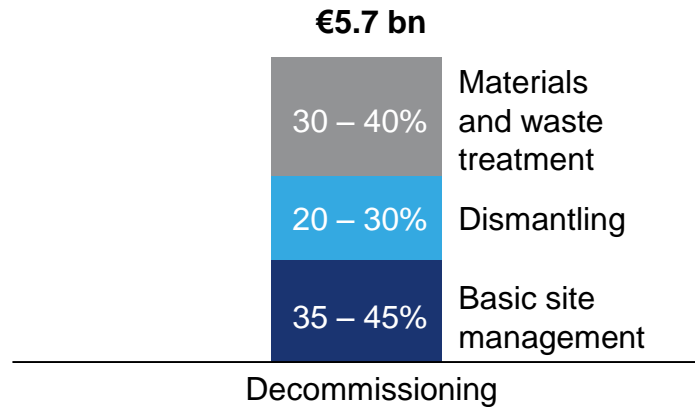 €5.7 bn
30 – 40%
Materials
and waste
treatment
20 – 30%
Dismantling
35 – 45%
Basic site
management
Decommissioning